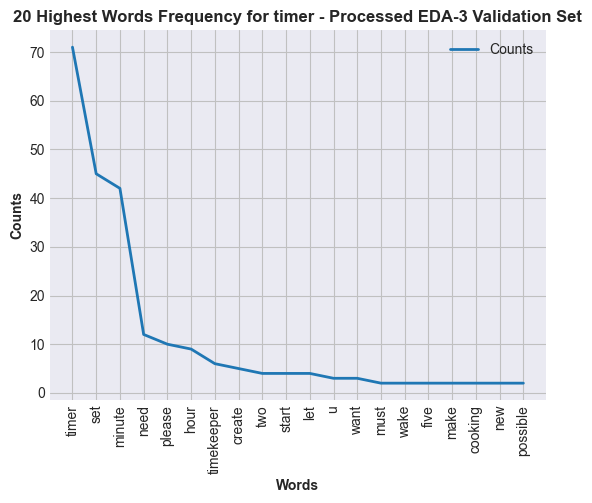 20 Highest Words Frequency for timer - Processed EDA-3 Validation Set
Counts
70
60
50
40
30
20
10
0
Counts
timer
set
minute
need
please
hour
timekeeper
create
two
start
let
u
want
must
wake
five
make
cooking
new
possible
Words